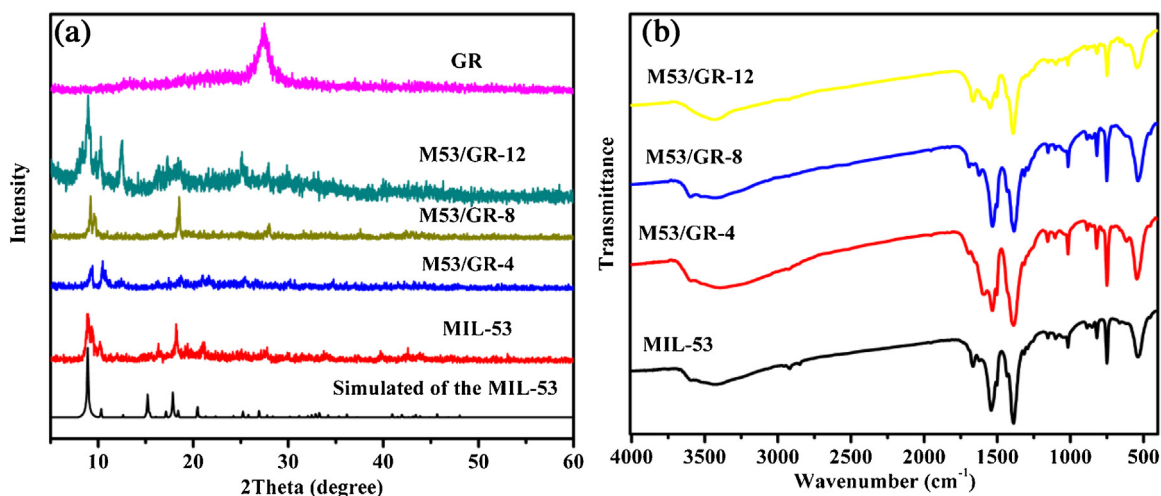 (a)
GR
M53/GR-12
M53/GR-8
M53/GR-4
MIL-53
Simulated of the MIL-53
Intensity
10 20 30 40 50 60
2Theta (degree)
(b)
M53/GR-12
M53/GR-8
M53/GR-4
MIL-53
Transmittance
4000 3500 3000 2500 2000 1500 1000 500
Wavenumber (cm⁻¹)